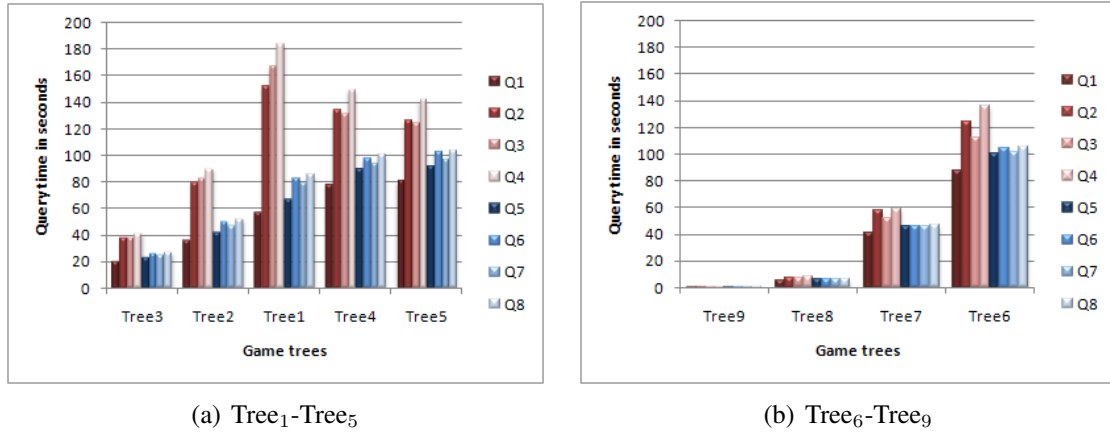 200
180
160
140
120
100
80
60
40
20
0
Querytime in seconds
Tree3 Tree2 Tree1 Tree4 Tree5
Game trees
Q1
Q2
Q3
Q4
Q5
Q6
Q7
Q8
(a) Tree₁-Tree₅
200
180
160
140
120
100
80
60
40
20
0
Querytime in seconds
Tree9 Tree8 Tree7 Tree6
Game trees
Q1
Q2
Q3
Q4
Q5
Q6
Q7
Q8
(b) Tree₆-Tree₉